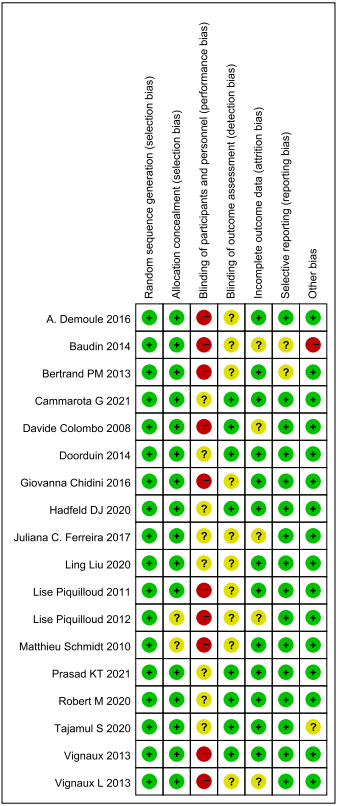 Random sequence generation (selection bias)
Allocation concealment (selection bias)
Blinding of participants and personnel (performance bias)
Blinding of outcome assessment (detection bias)
Incomplete outcome data (attrition bias)
Selective reporting (reporting bias)
Other bias
A. Demoule 2016 + + − ? + + +
Baudin 2014 + + − ? ? ? −
Bertrand PM 2013 + + − ? + ? +
Cammarota G 2021 + + ? + + + +
Davide Colombo 2008 + + − + ? + +
Doorduin 2014 + + ? + + + +
Giovanna Chidini 2016 + + − ? + + +
Hadfeld DJ 2020 + + ? + + + +
Juliana C. Ferreira 2017 + + ? ? ? + +
Ling Liu 2020 + + ? ? + + +
Lise Piquilloud 2011 + + − ? + + +
Lise Piquilloud 2012 + ? − ? ? + +
Matthieu Schmidt 2010 + ? − ? + + +
Prasad KT 2021 + + ? + + + +
Robert M 2020 + + ? + + + +
Tajamul S 2020 + + ? + + + ?
Vignaux 2013 + + − + + + +
Vignaux L 2013 + + − ? ? + +